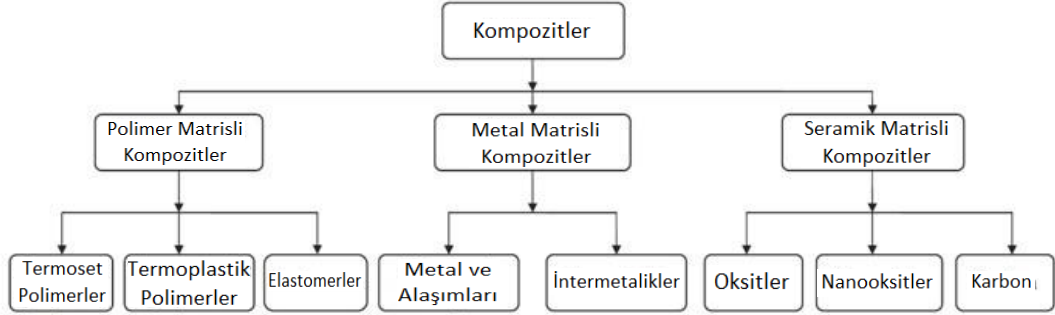 Kompozitler
Polimer Matrisli
Kompozitler
Metal Matrisli
Kompozitler
Seramik Matrisli
Kompozitler
Termoset
Polimerler
Termoplastik
Polimerler
Elastomerler
Metal ve
Alaşımları
İntermetalikler
Oksitler
Nanooksitler
Karbon